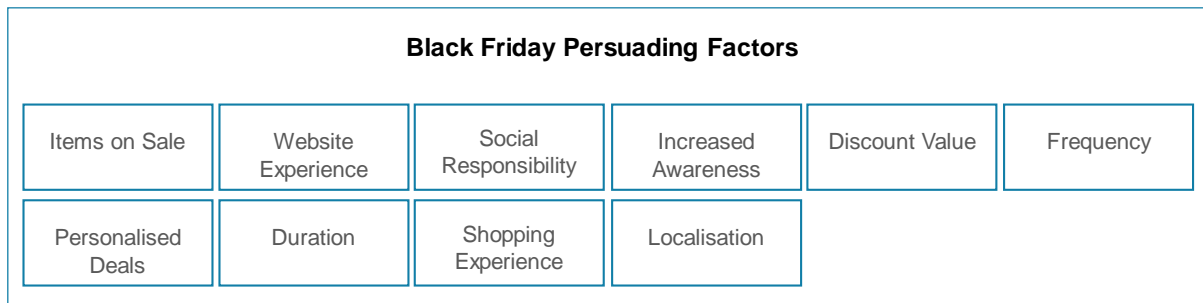 Black Friday Persuading Factors
Items on Sale
Website
Experience
Social
Responsibility
Increased
Awareness
Discount Value
Frequency
Personalised
Deals
Duration
Shopping
Experience
Localisation